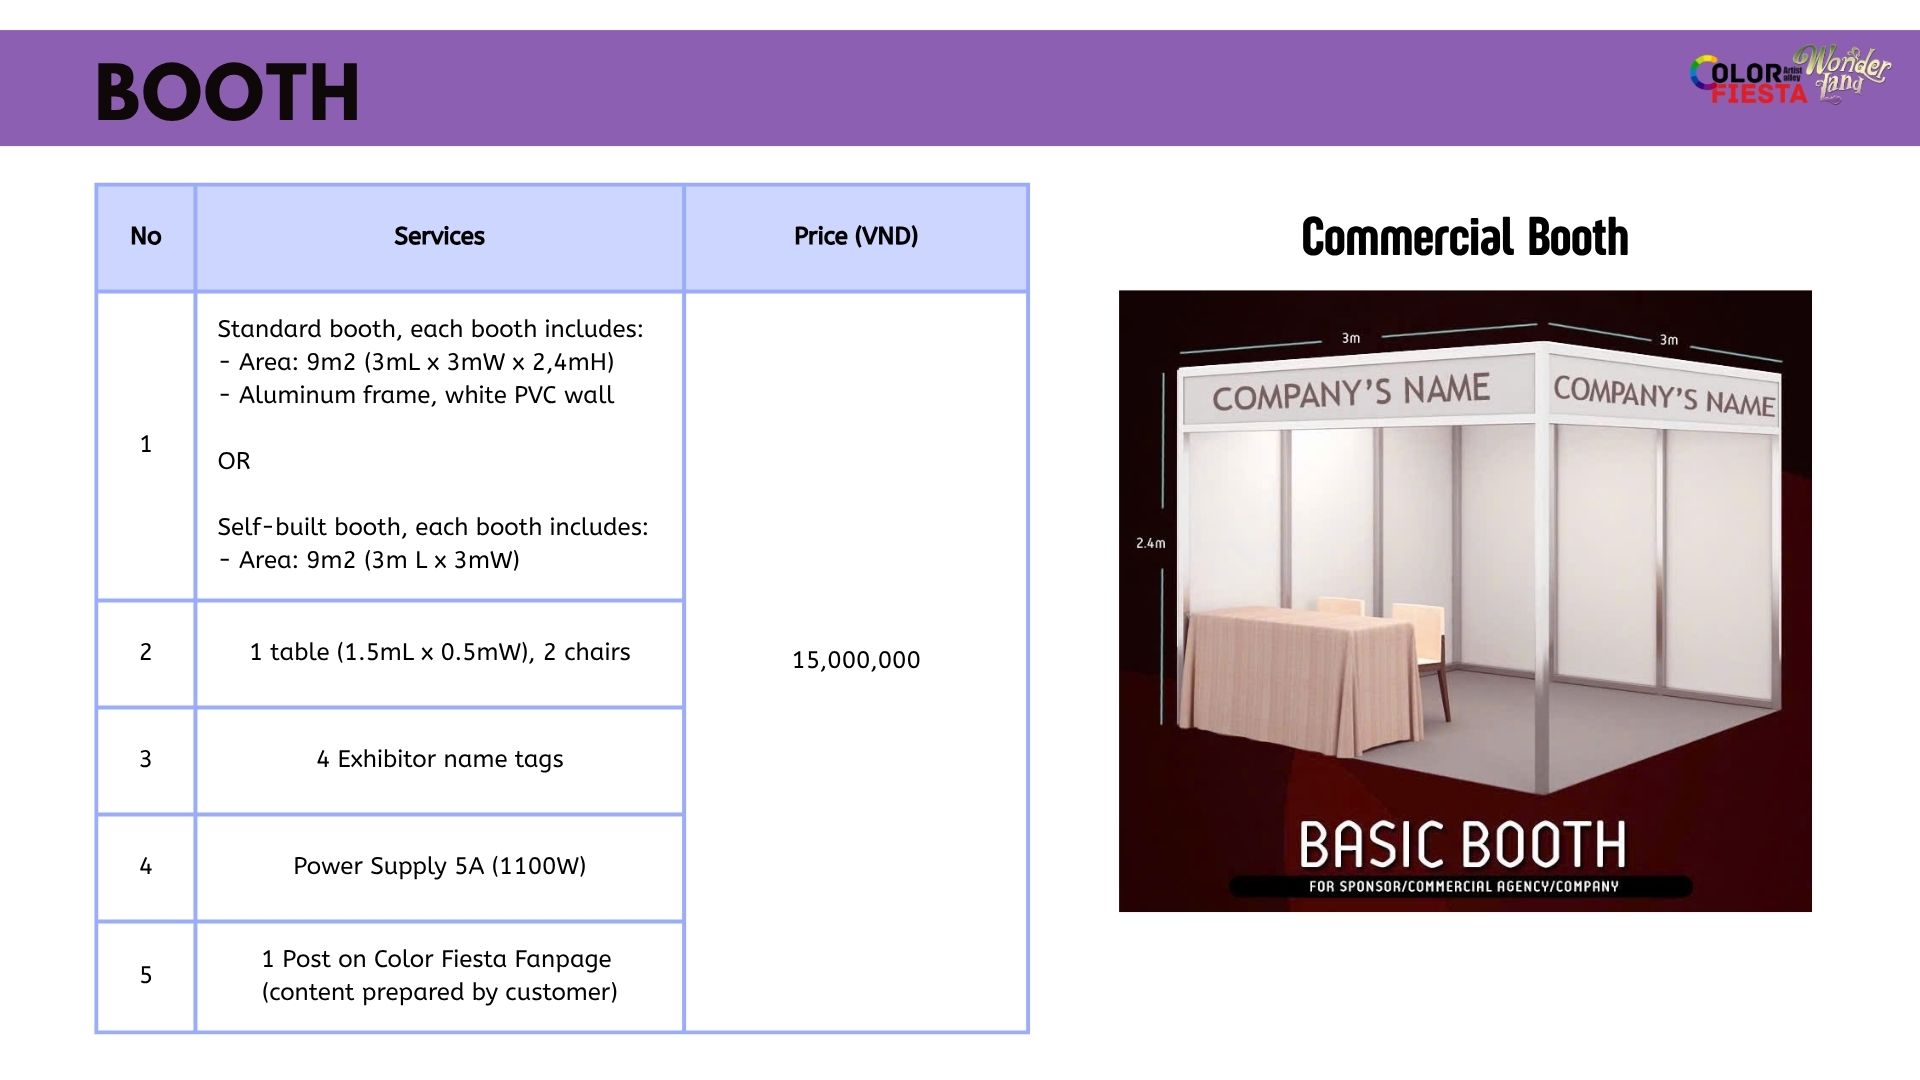 BOOTH
COLOR Artist alley
FIESTA
Wonder
Land
No
Services
Price (VND)
1
Standard booth, each booth includes:
- Area: 9m2 (3mL x 3mW x 2,4mH)
- Aluminum frame, white PVC wall
OR
Self-built booth, each booth includes:
- Area: 9m2 (3m L x 3mW)
2
1 table (1.5mL x 0.5mW), 2 chairs
3
4 Exhibitor name tags
4
Power Supply 5A (1100W)
5
1 Post on Color Fiesta Fanpage
(content prepared by customer)
15,000,000
Commercial Booth
3m
3m
COMPANY'S NAME
COMPANY'S NAME
2.4m
BASIC BOOTH
FOR SPONSOR/COMMERCIAL AGENCY/COMPANY